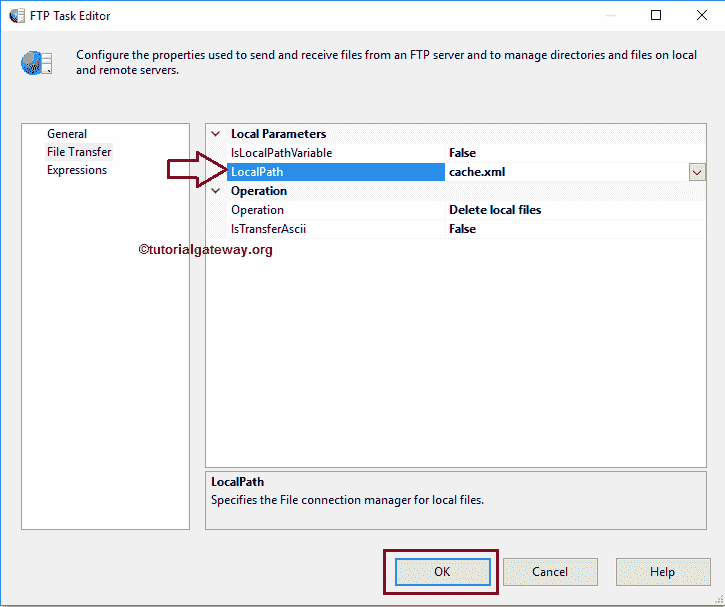 FTP Task Editor
Configure the properties used to send and receive files from an FTP server and to manage directories and files on local
and remote servers.
General
File Transfer
Expressions
Local Parameters
IsLocalPathVariable False
LocalPath cache.xml
Operation
Operation Delete local files
IsTransferAscii False
©tutorialgateway.org
LocalPath
Specifies the File connection manager for local files.
OK Cancel Help